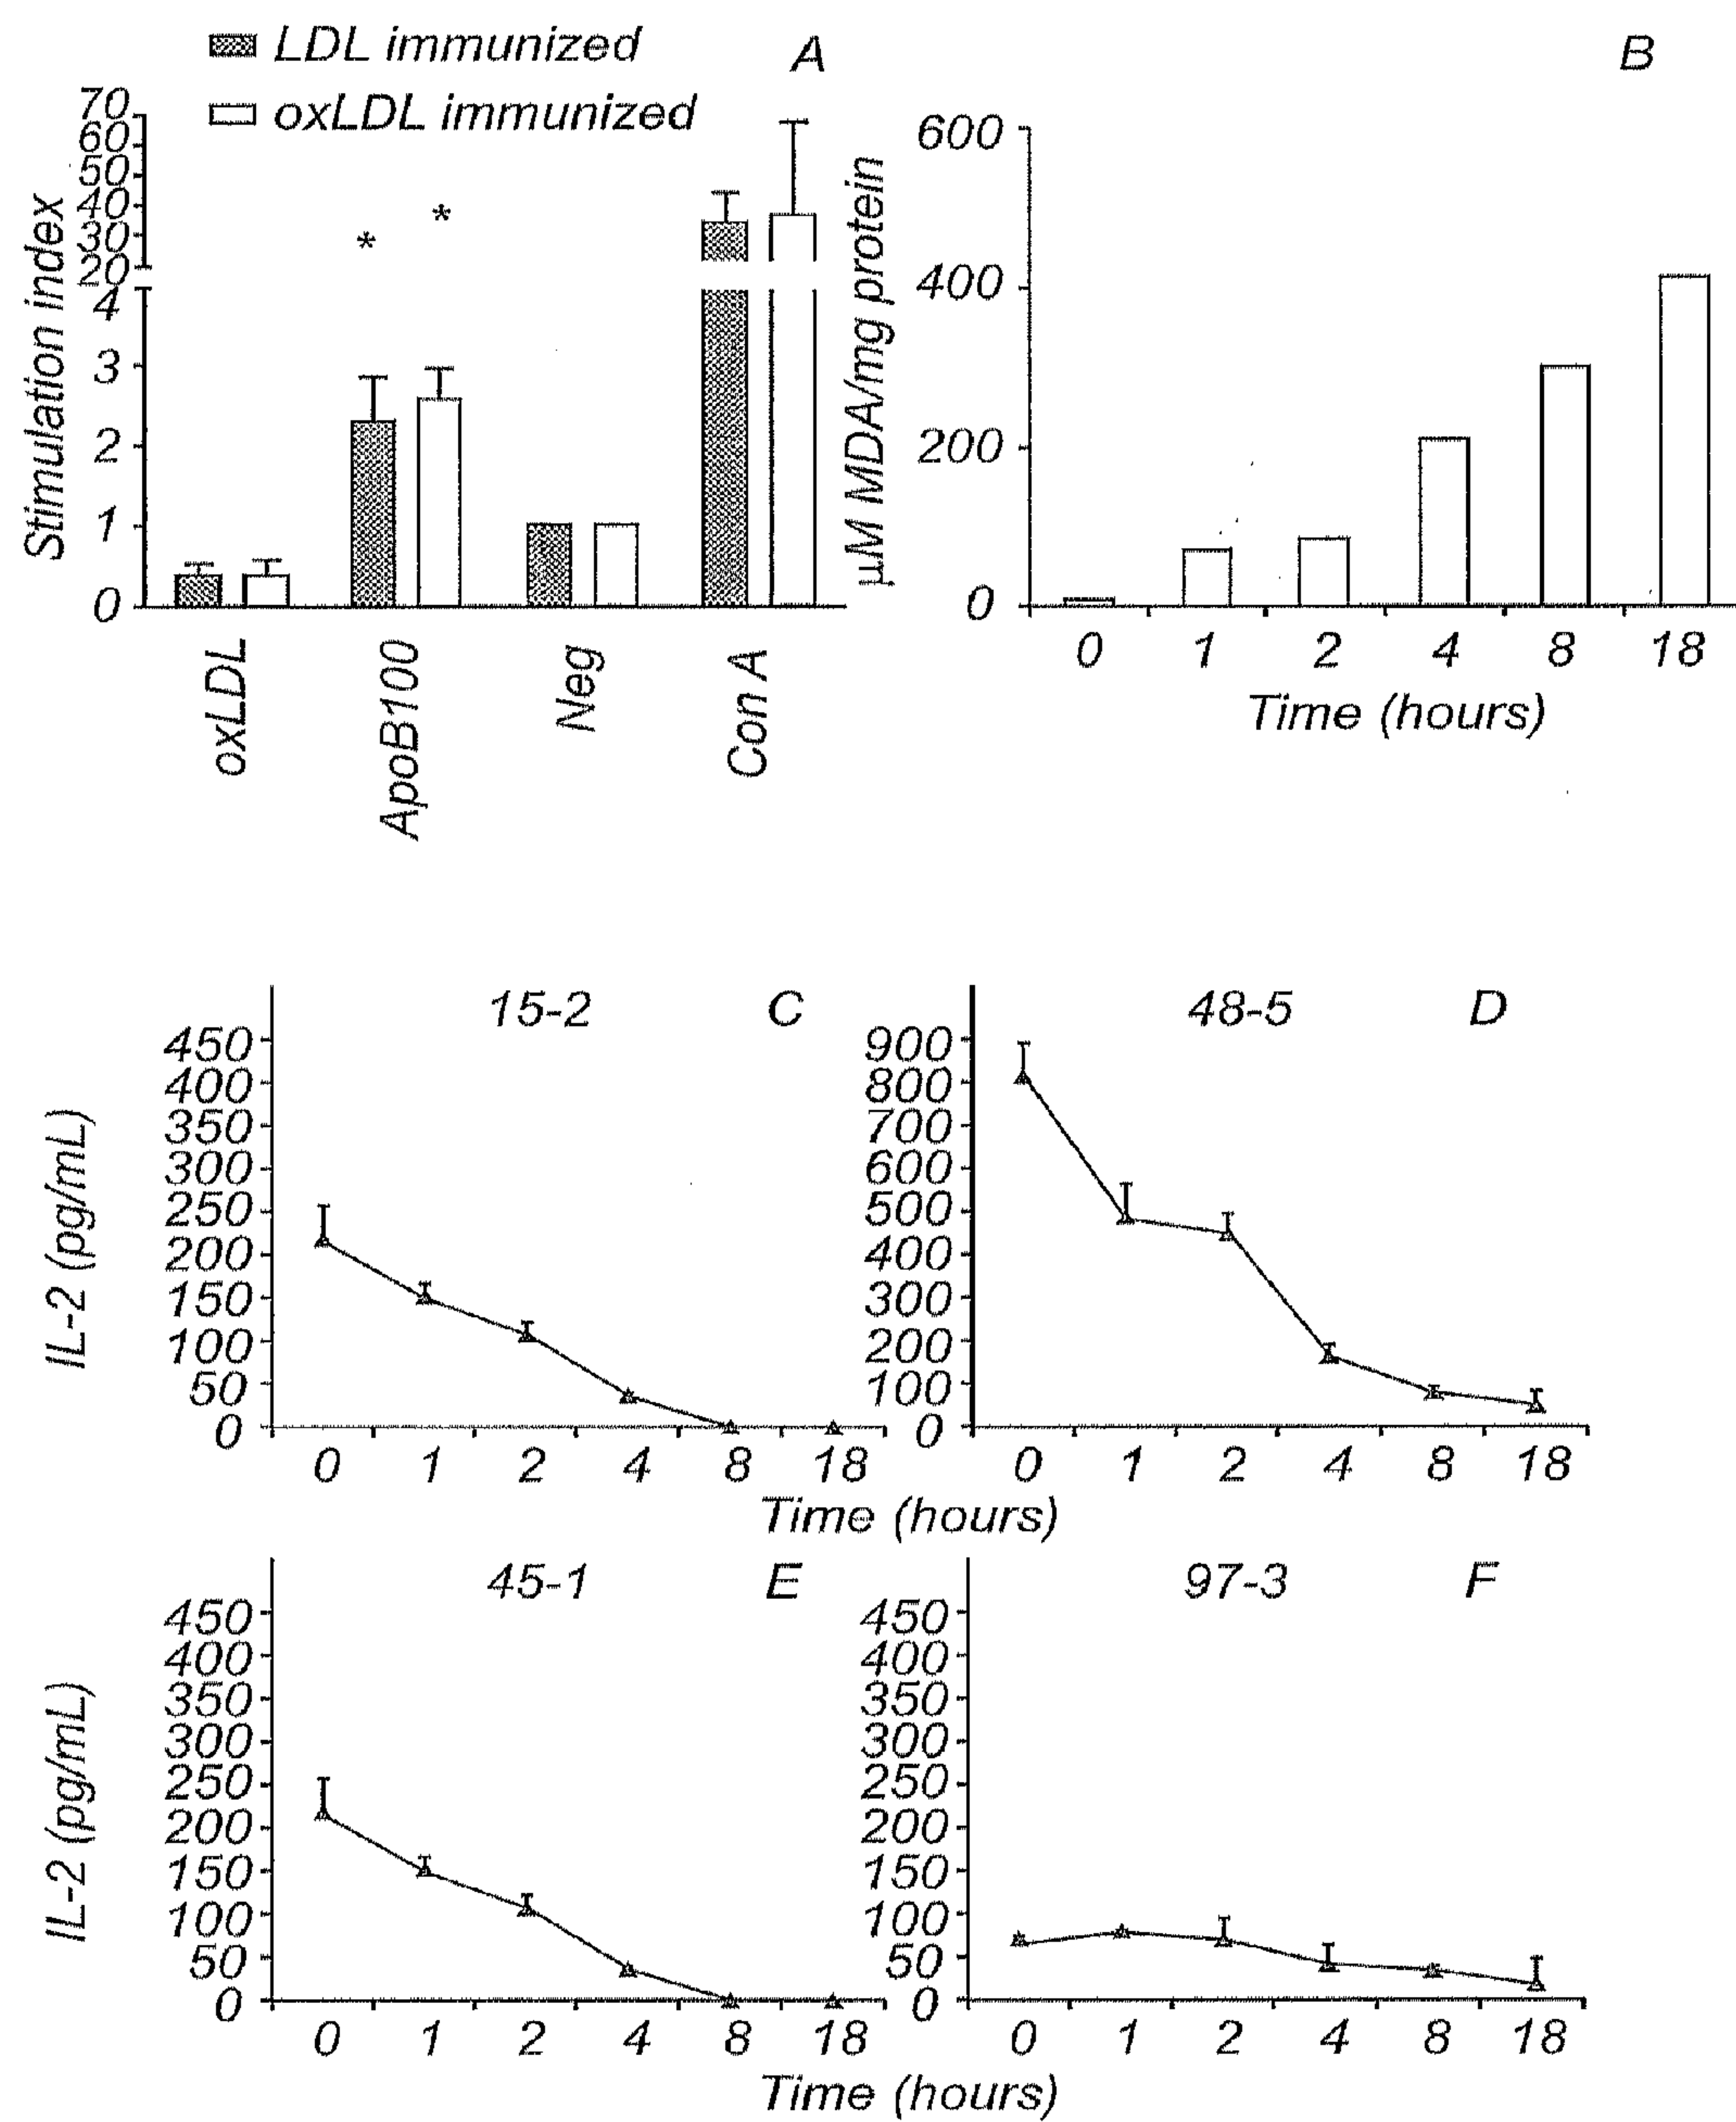 LDL immunized
oxLDL immunized
A
70
60
50
40
30
20
4
3
2
1
0
Stimulation index
*
*
oxLDL
ApoB100
Neg
Con A
B
600
400
200
0
µM MDA/mg protein
0 1 2 4 8 18
Time (hours)
15-2 C
450
400
350
300
250
200
150
100
50
0
IL-2 (pg/mL)
0 1 2 4 8 18
48-5 D
900
800
700
600
500
400
300
200
100
0
0 1 2 4 8 18
Time (hours)
45-1 E
450
400
350
300
250
200
150
100
50
0
IL-2 (pg/mL)
0 1 2 4 8 18
97-3 F
450
400
350
300
250
200
150
100
50
0
0 1 2 4 8 18
Time (hours)